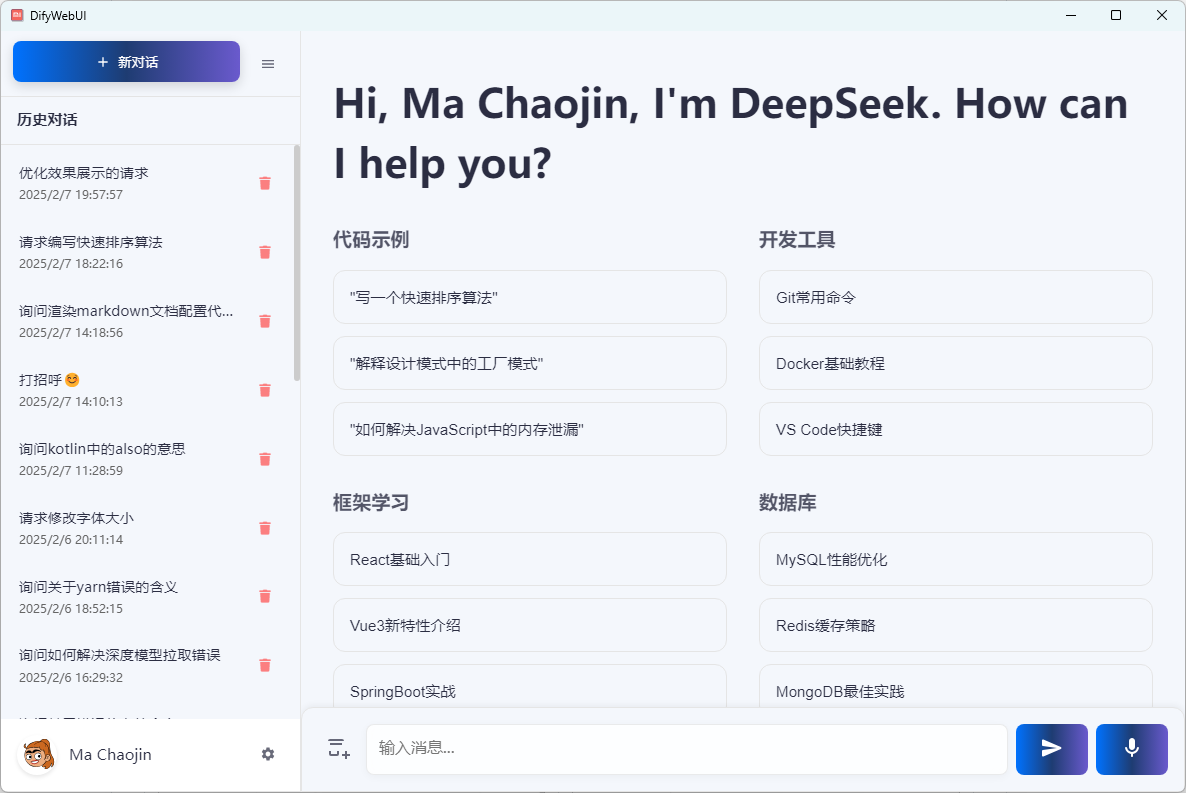 DifyWebUI
+ 新对话
历史对话
优化效果展示的请求
2025/2/7 19:57:57
请求编写快速排序算法
2025/2/7 18:22:16
询问渲染markdown文档配置代...
2025/2/7 14:18:56
打招呼😊
2025/2/7 14:10:13
询问kotlin中的also的意思
2025/2/7 11:28:59
请求修改字体大小
2025/2/6 20:11:14
询问关于yarn错误的含义
2025/2/6 18:52:15
询问如何解决深度模型拉取错误
2025/2/6 16:29:32
Ma Chaojin
Hi, Ma Chaojin, I'm DeepSeek. How can
I help you?
代码示例
"写一个快速排序算法"
"解释设计模式中的工厂模式"
"如何解决JavaScript中的内存泄漏"
开发工具
Git常用命令
Docker基础教程
VS Code快捷键
框架学习
React基础入门
Vue3新特性介绍
SpringBoot实战
数据库
MySQL性能优化
Redis缓存策略
MongoDB最佳实践
输入消息...